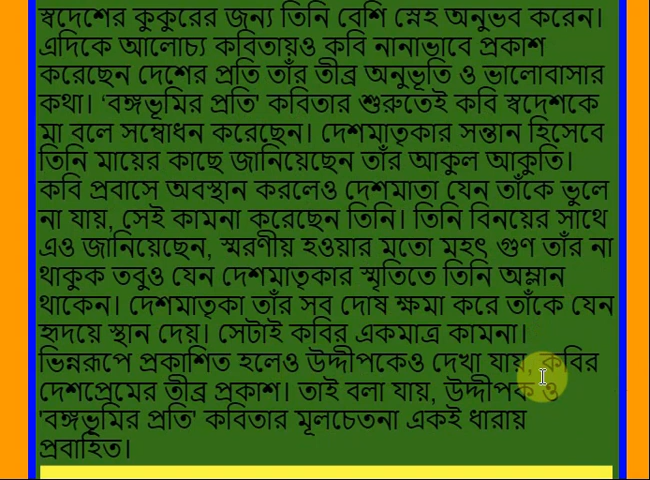 স্বদেশের কুকুরের জন্য তিনি বেশি স্নেহ অনুভব করেন।
এদিকে আলোচ্য কবিতায়ও কবি নানাভাবে প্রকাশ
করেছেন দেশের প্রতি তাঁর তীব্র অনুভূতি ও ভালোবাসার
কথা। ‘বঙ্গভূমির প্রতি' কবিতার শুরুতেই কবি স্বদেশকে
মা বলে সম্বোধন করেছেন। দেশমাতৃকার সন্তান হিসেবে
তিনি মায়ের কাছে জানিয়েছেন তাঁর আকুল আকুতি।
কবি প্রবাসে অবস্থান করলেও দেশমাতা যেন তাঁকে ভুলে
না যায়, সেই কামনা করেছেন তিনি। তিনি বিনয়ের সাথে
এও জানিয়েছেন, স্মরণীয় হওয়ার মতো মহৎ গুণ তাঁর না
থাকুক তবুও যেন দেশমাতৃকার স্মৃতিতে তিনি অম্লান
থাকেন। দেশমাতৃকা তাঁর সব দোষ ক্ষমা করে তাঁকে যেন
হৃদয়ে স্থান দেয়। সেটাই কবির একমাত্র কামনা।
ভিন্নরূপে প্রকাশিত হলেও উদ্দীপকেও দেখা যায়, কবির
দেশপ্রেমের তীব্র প্রকাশ। তাই বলা যায়, উদ্দীপক ও
'বঙ্গভূমির প্রতি' কবিতার মূলচেতনা একই ধারায়
প্রবাহিত।